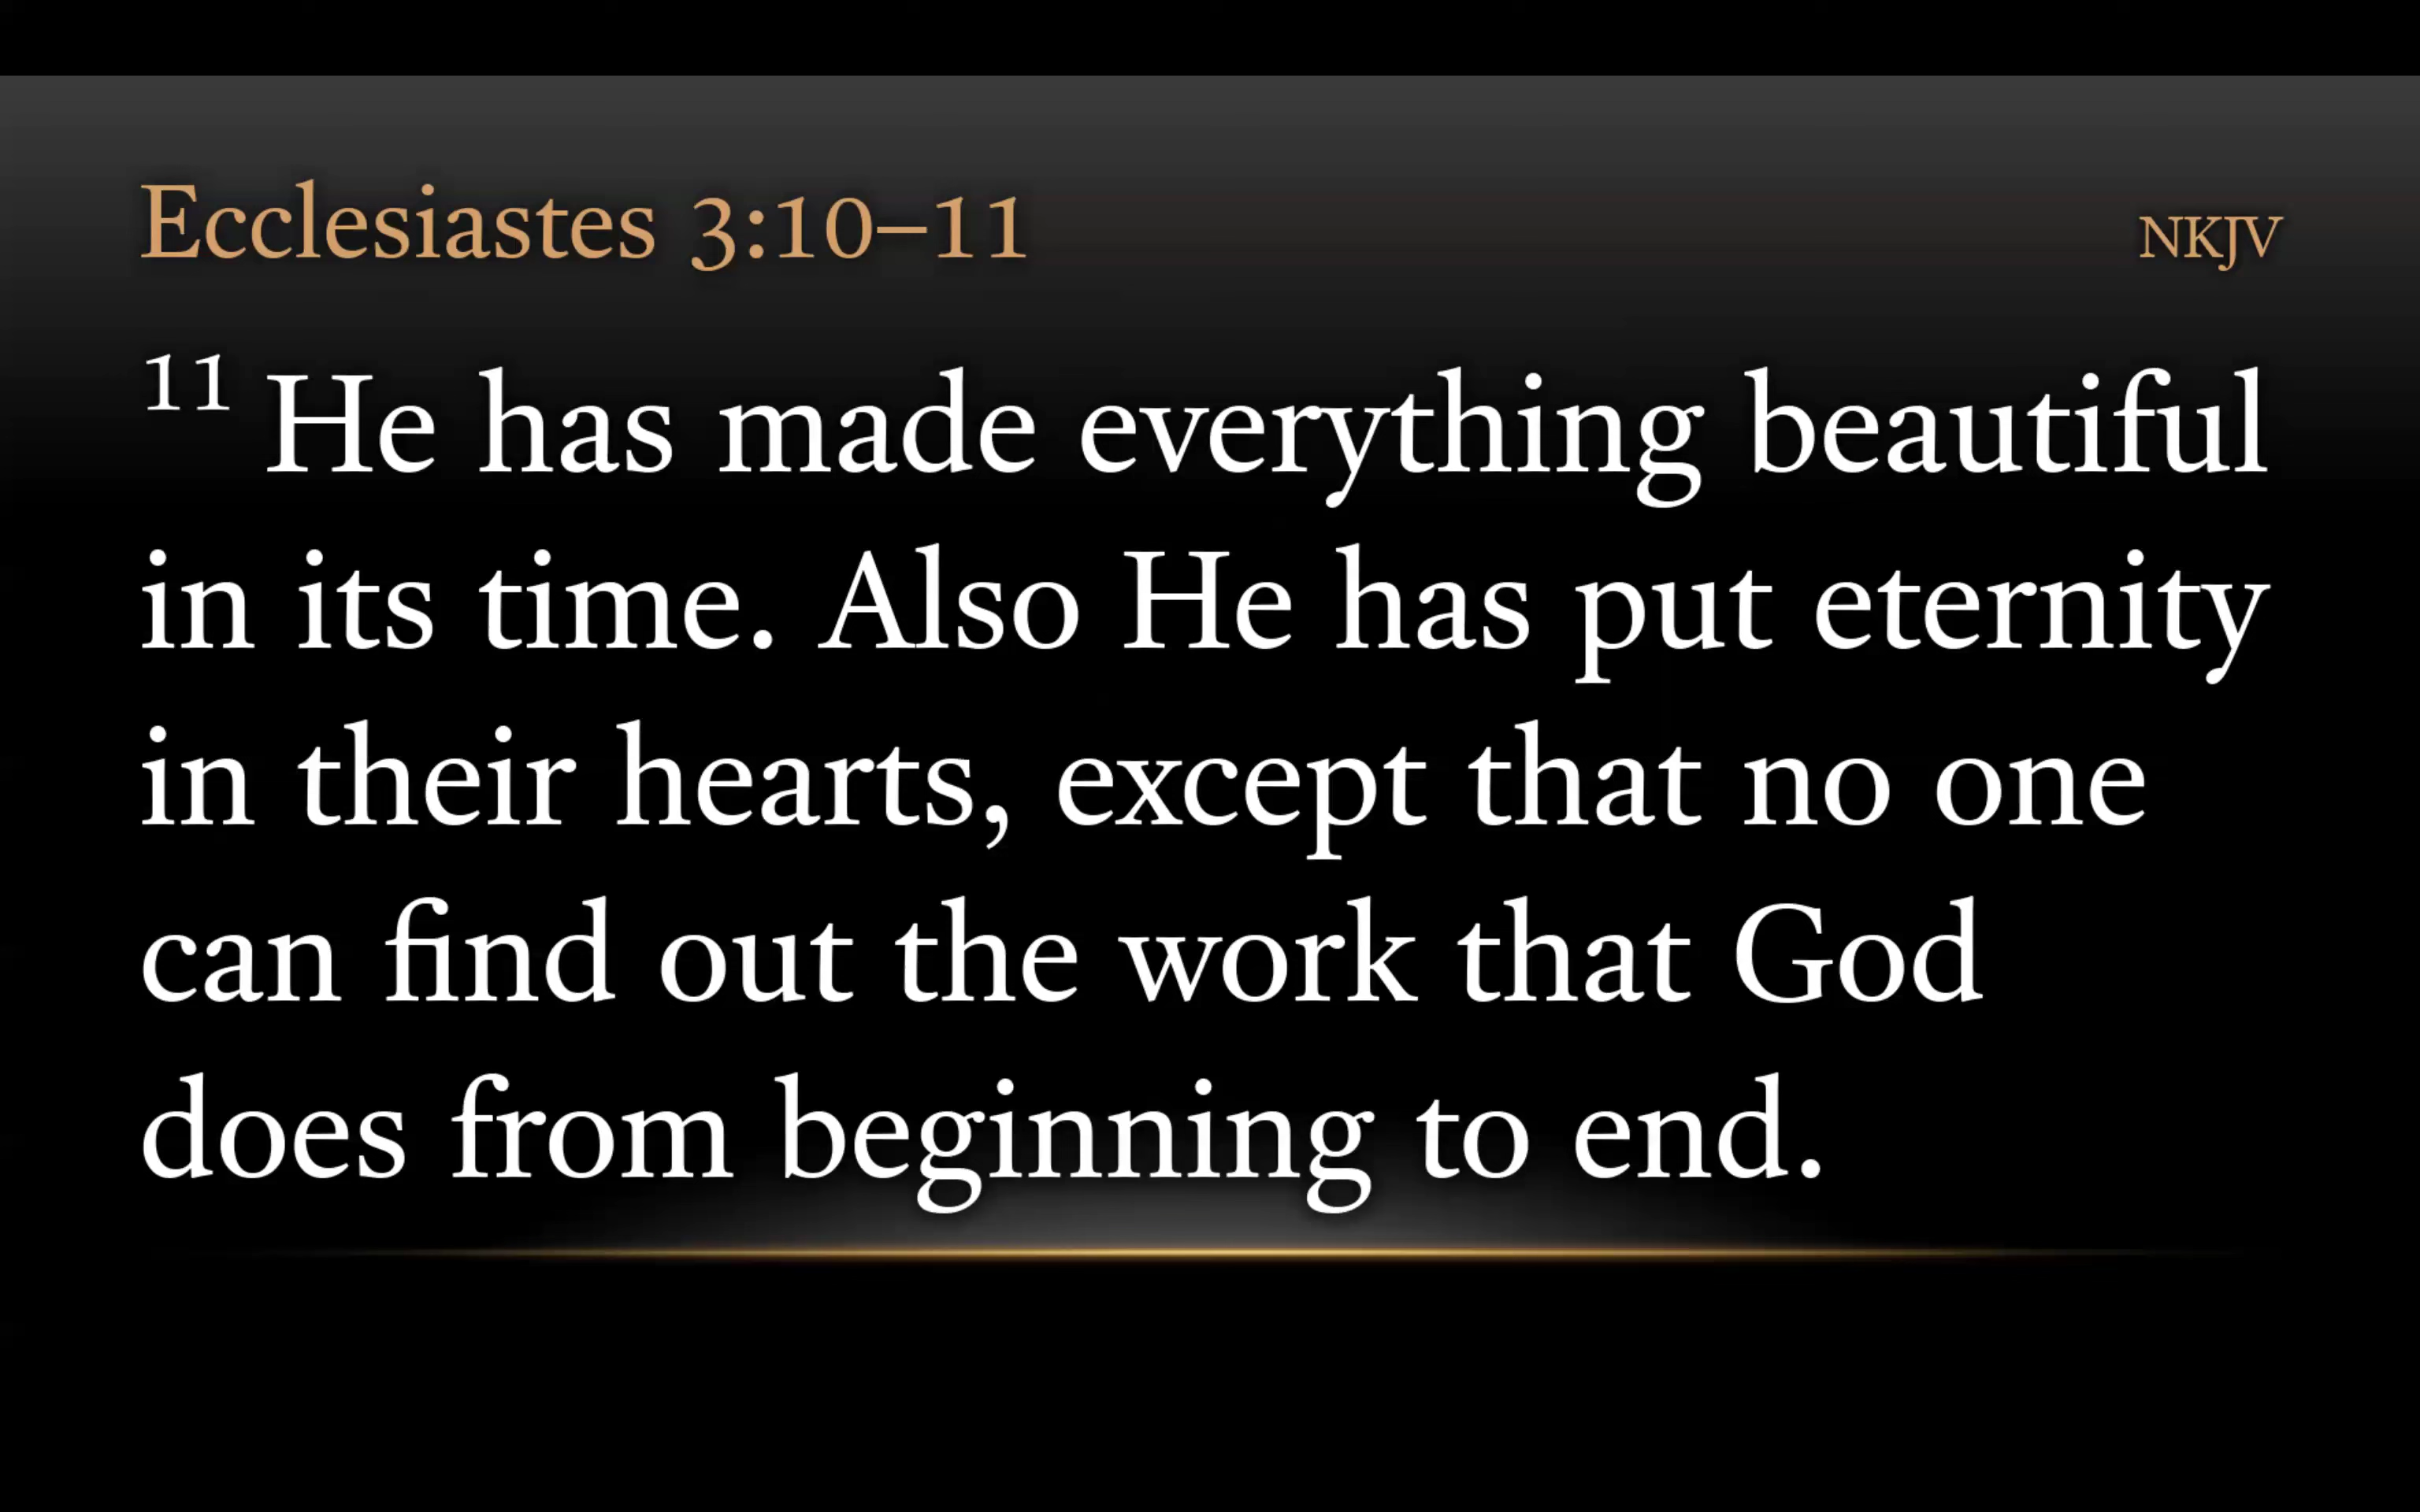 Ecclesiastes 3:10–11 NKJV
11 He has made everything beautiful
in its time. Also He has put eternity
in their hearts, except that no one
can find out the work that God
does from beginning to end.